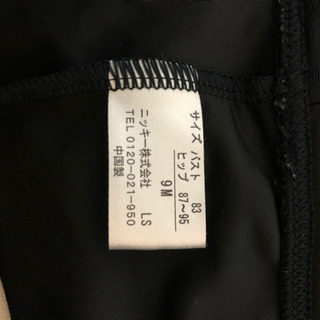 サイズ バスト 83
ヒップ 87~95
9M
ニッキー株式会社 LS
TEL 0120-021-950
中国製